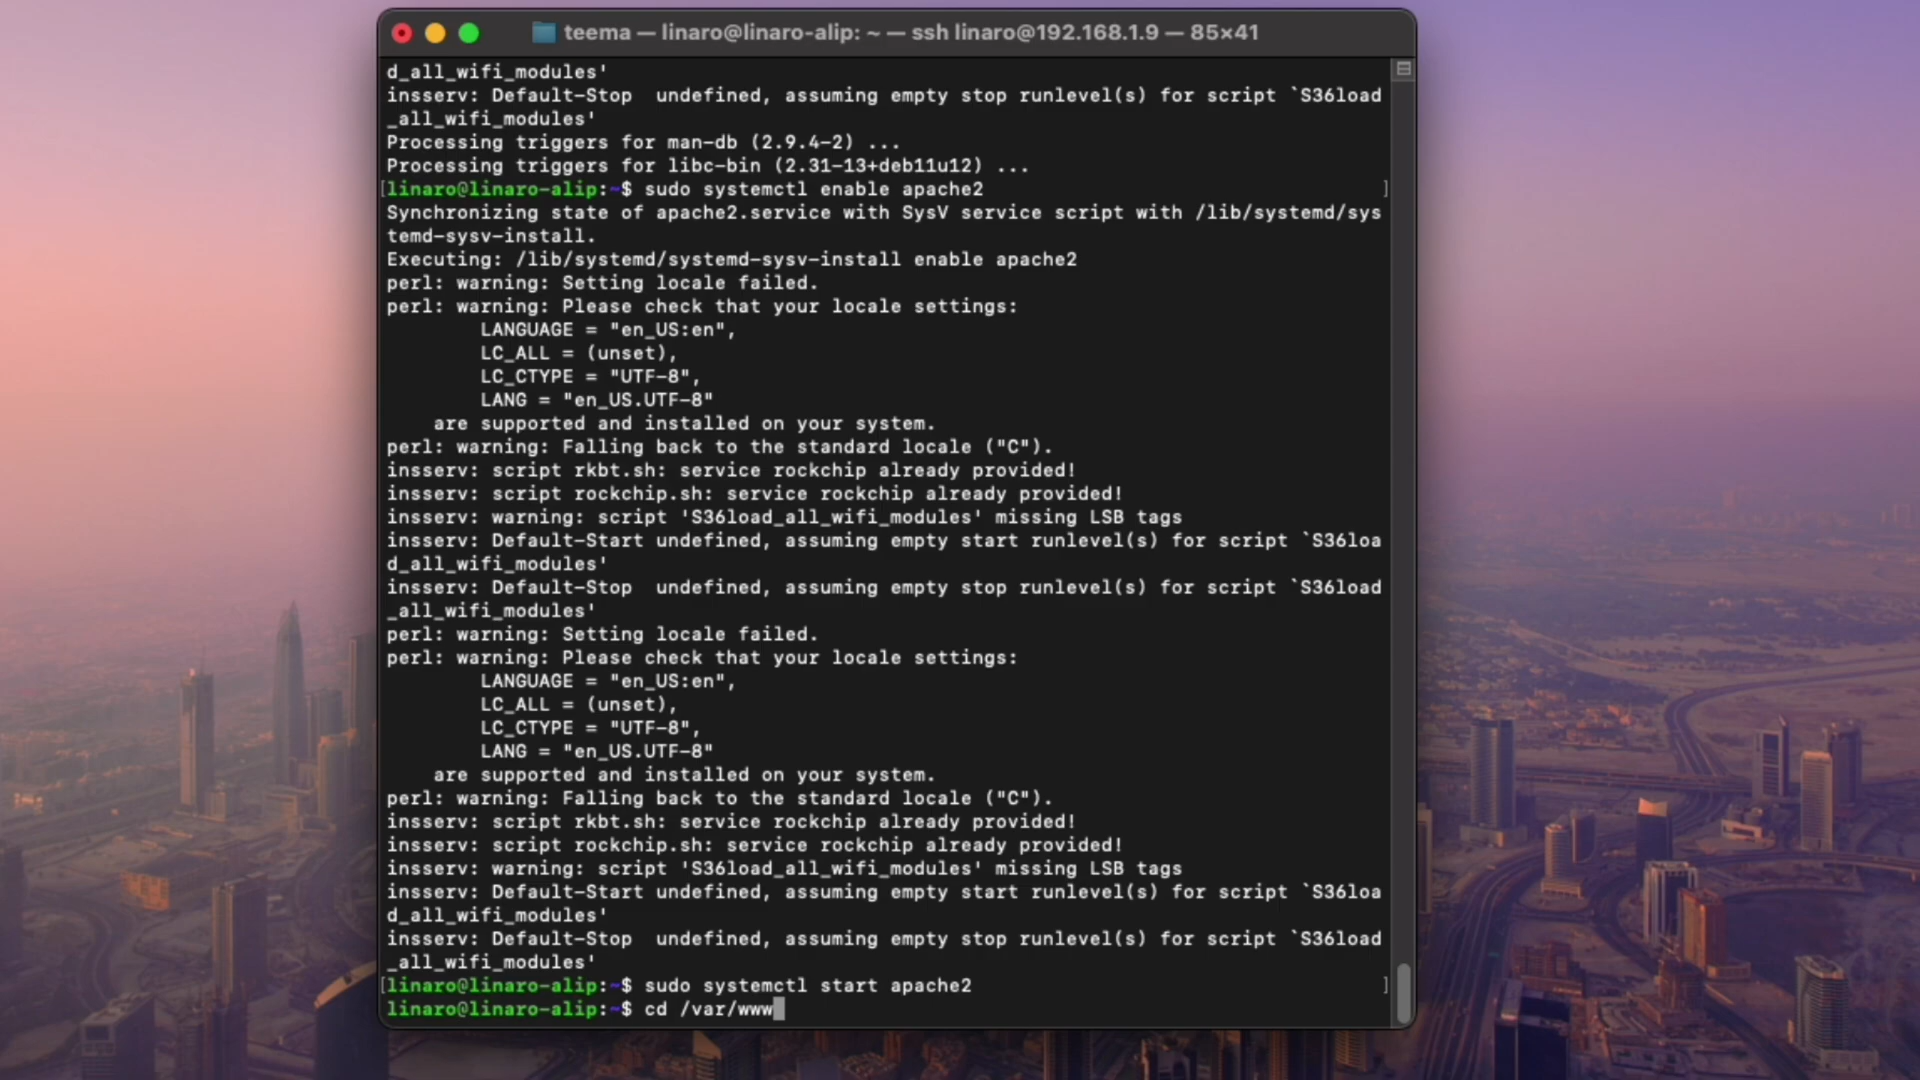 teema — linaro@linaro-alip: ~ — ssh linaro@192.168.1.9 — 85×41
d_all_wifi_modules'
insserv: Default-Stop  undefined, assuming empty stop runlevel(s) for script `S36load
_all_wifi_modules'
Processing triggers for man-db (2.9.4-2) ...
Processing triggers for libc-bin (2.31-13+deb11u12) ...
[linaro@linaro-alip:~$ sudo systemctl enable apache2 ]
Synchronizing state of apache2.service with SysV service script with /lib/systemd/sys
temd-sysv-install.
Executing: /lib/systemd/systemd-sysv-install enable apache2
perl: warning: Setting locale failed.
perl: warning: Please check that your locale settings:
        LANGUAGE = "en_US:en",
        LC_ALL = (unset),
        LC_CTYPE = "UTF-8",
        LANG = "en_US.UTF-8"
    are supported and installed on your system.
perl: warning: Falling back to the standard locale ("C").
insserv: script rkbt.sh: service rockchip already provided!
insserv: script rockchip.sh: service rockchip already provided!
insserv: warning: script 'S36load_all_wifi_modules' missing LSB tags
insserv: Default-Start undefined, assuming empty start runlevel(s) for script `S36loa
d_all_wifi_modules'
insserv: Default-Stop  undefined, assuming empty stop runlevel(s) for script `S36load
_all_wifi_modules'
perl: warning: Setting locale failed.
perl: warning: Please check that your locale settings:
        LANGUAGE = "en_US:en",
        LC_ALL = (unset),
        LC_CTYPE = "UTF-8",
        LANG = "en_US.UTF-8"
    are supported and installed on your system.
perl: warning: Falling back to the standard locale ("C").
insserv: script rkbt.sh: service rockchip already provided!
insserv: script rockchip.sh: service rockchip already provided!
insserv: warning: script 'S36load_all_wifi_modules' missing LSB tags
insserv: Default-Start undefined, assuming empty start runlevel(s) for script `S36loa
d_all_wifi_modules'
insserv: Default-Stop  undefined, assuming empty stop runlevel(s) for script `S36load
_all_wifi_modules'
[linaro@linaro-alip:~$ sudo systemctl start apache2 ]
linaro@linaro-alip:~$ cd /var/www